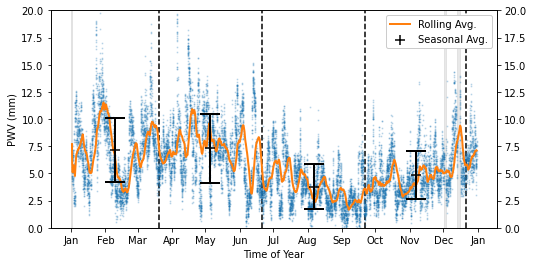 20.0 20.0
17.5 17.5
15.0 15.0
12.5 12.5
10.0 10.0
7.5 7.5
5.0 5.0
2.5 2.5
0.0 0.0
PWV (mm)
Rolling Avg.
Seasonal Avg.
Jan Feb Mar Apr May Jun Jul Aug Sep Oct Nov Dec Jan
Time of Year